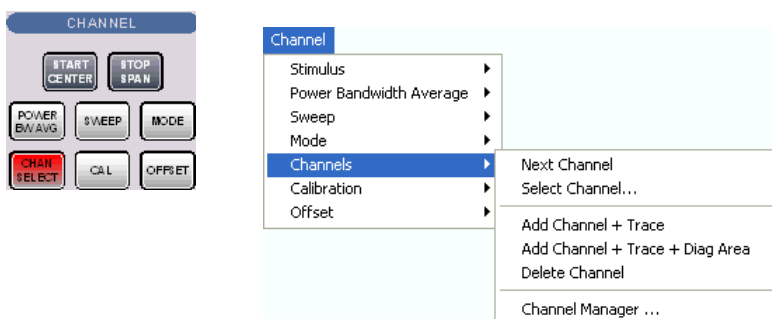 CHANNEL
START
CENTER
STOP
SPAN
POWER
BW AVG
SWEEP
MODE
CHAN
SELECT
CAL
OFFSET
Channel
Stimulus
Power Bandwidth Average
Sweep
Mode
Channels
Calibration
Offset
Next Channel
Select Channel...
Add Channel + Trace
Add Channel + Trace + Diag Area
Delete Channel
Channel Manager ...